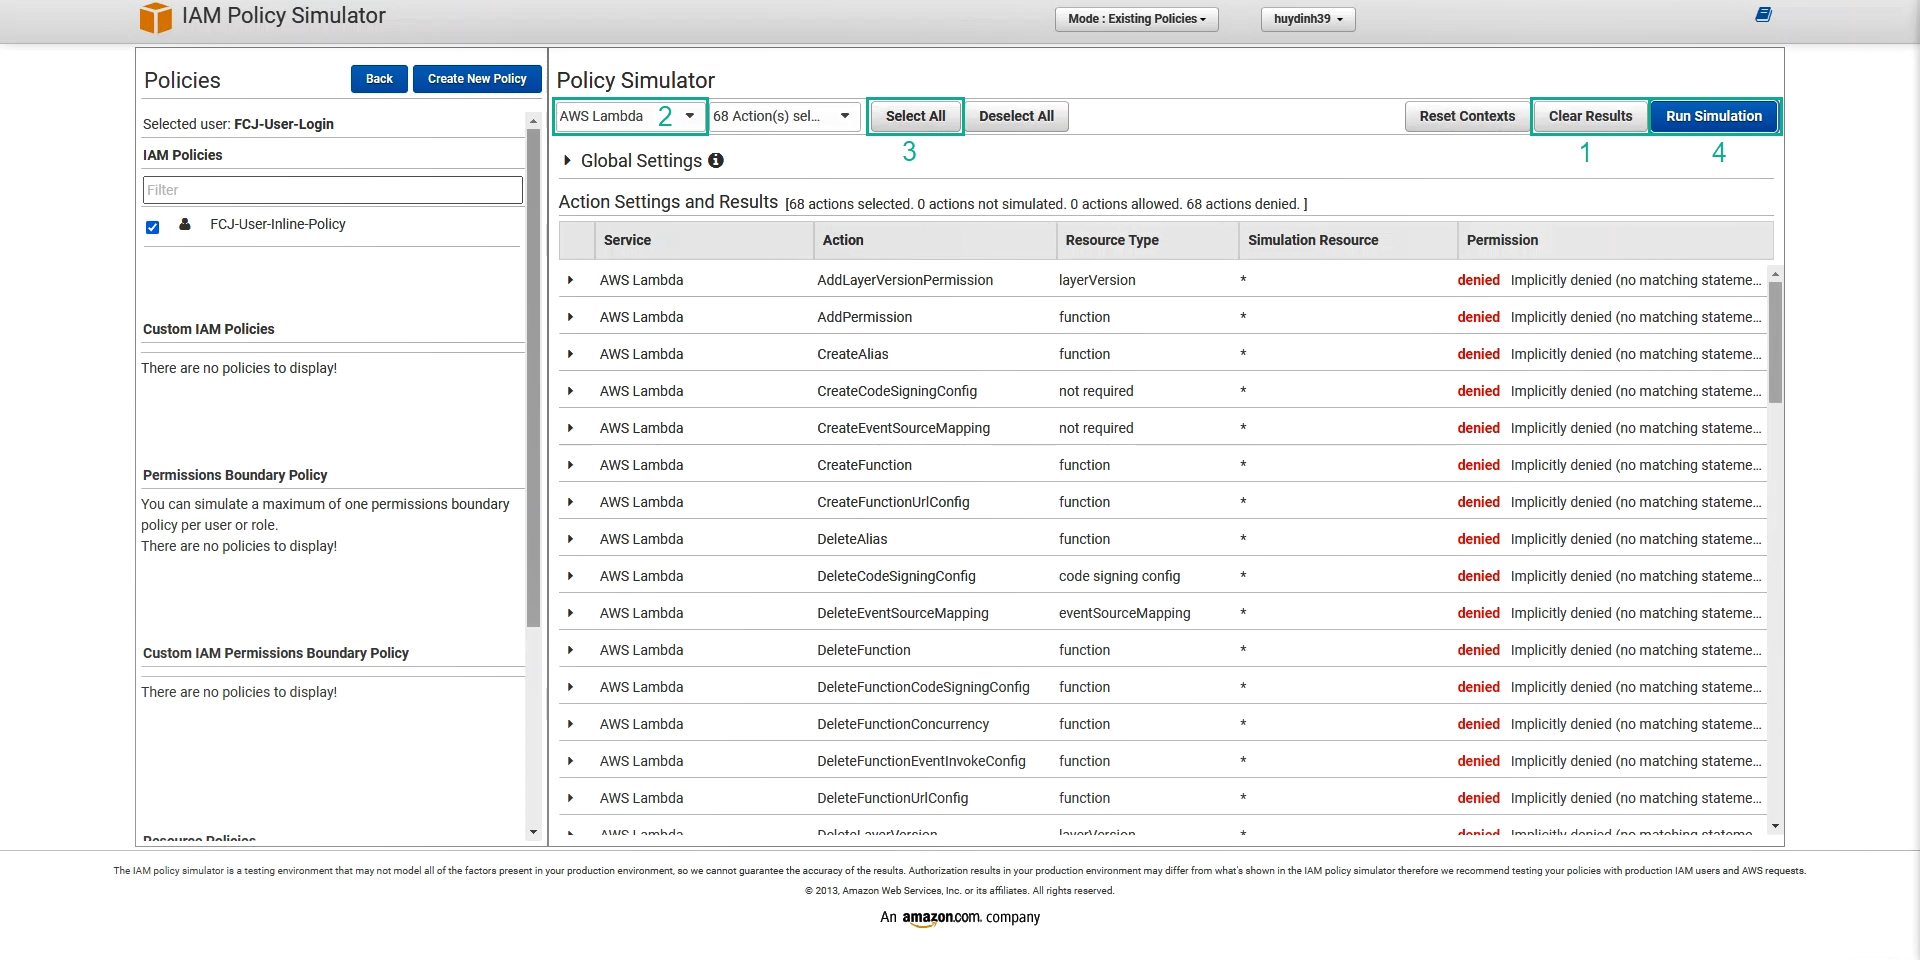 IAM Policy Simulator
Mode : Existing Policies
huydinh39
Policies
Back
Create New Policy
Selected user: FCJ-User-Login
IAM Policies
Filter
FCJ-User-Inline-Policy
Custom IAM Policies
There are no policies to display!
Permissions Boundary Policy
You can simulate a maximum of one permissions boundary
policy per user or role.
There are no policies to display!
Custom IAM Permissions Boundary Policy
There are no policies to display!
Resource Policies
Policy Simulator
AWS Lambda 2
68 Action(s) sel...
Select All
Deselect All
Reset Contexts
Clear Results
Run Simulation
3
1
4
Global Settings
Action Settings and Results [68 actions selected. 0 actions not simulated. 0 actions allowed. 68 actions denied. ]
Service Action Resource Type Simulation Resource Permission
AWS Lambda AddLayerVersionPermission layerVersion * denied Implicitly denied (no matching stateme...
AWS Lambda AddPermission function * denied Implicitly denied (no matching stateme...
AWS Lambda CreateAlias function * denied Implicitly denied (no matching stateme...
AWS Lambda CreateCodeSigningConfig not required * denied Implicitly denied (no matching stateme...
AWS Lambda CreateEventSourceMapping not required * denied Implicitly denied (no matching stateme...
AWS Lambda CreateFunction function * denied Implicitly denied (no matching stateme...
AWS Lambda CreateFunctionUrlConfig function * denied Implicitly denied (no matching stateme...
AWS Lambda DeleteAlias function * denied Implicitly denied (no matching stateme...
AWS Lambda DeleteCodeSigningConfig code signing config * denied Implicitly denied (no matching stateme...
AWS Lambda DeleteEventSourceMapping eventSourceMapping * denied Implicitly denied (no matching stateme...
AWS Lambda DeleteFunction function * denied Implicitly denied (no matching stateme...
AWS Lambda DeleteFunctionCodeSigningConfig function * denied Implicitly denied (no matching stateme...
AWS Lambda DeleteFunctionConcurrency function * denied Implicitly denied (no matching stateme...
AWS Lambda DeleteFunctionEventInvokeConfig function * denied Implicitly denied (no matching stateme...
AWS Lambda DeleteFunctionUrlConfig function * denied Implicitly denied (no matching stateme...
AWS Lambda DeleteLayerVersion layerVersion * denied Implicitly denied (no matching stateme...
The IAM policy simulator is a testing environment that may not model all of the factors present in your production environment, so we cannot guarantee the accuracy of the results. Authorization results in your production environment may differ from what's shown in the IAM policy simulator therefore we recommend testing your policies with production IAM users and AWS requests.
© 2013, Amazon Web Services, Inc. or its affiliates. All rights reserved.
An amazon.com company